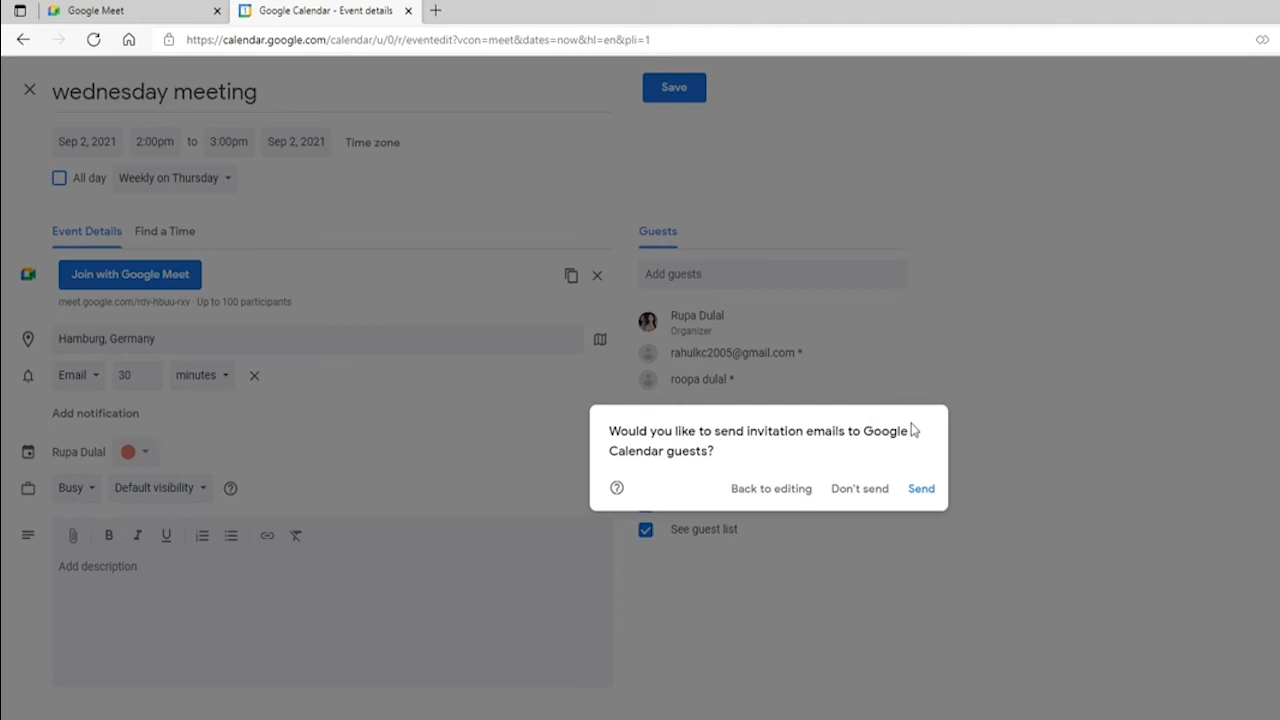 Google Meet
Google Calendar - Event details
https://calendar.google.com/calendar/u/0/r/eventedit?vcon=meet&dates=now&hl=en&pli=1
wednesday meeting
Save
Sep 2, 2021 2:00pm to 3:00pm Sep 2, 2021 Time zone
All day Weekly on Thursday
Event Details Find a Time
Guests
Join with Google Meet
Add guests
meet.google.com/rdv-hbuu-rxv · Up to 100 participants
Rupa Dulal
Organizer
Hamburg, Germany
rahulkc2005@gmail.com *
Email 30 minutes
roopa dulal *
Add notification
Would you like to send invitation emails to Google
Calendar guests?
Rupa Dulal
Busy Default visibility
Back to editing Don't send Send
See guest list
B I U
Add description